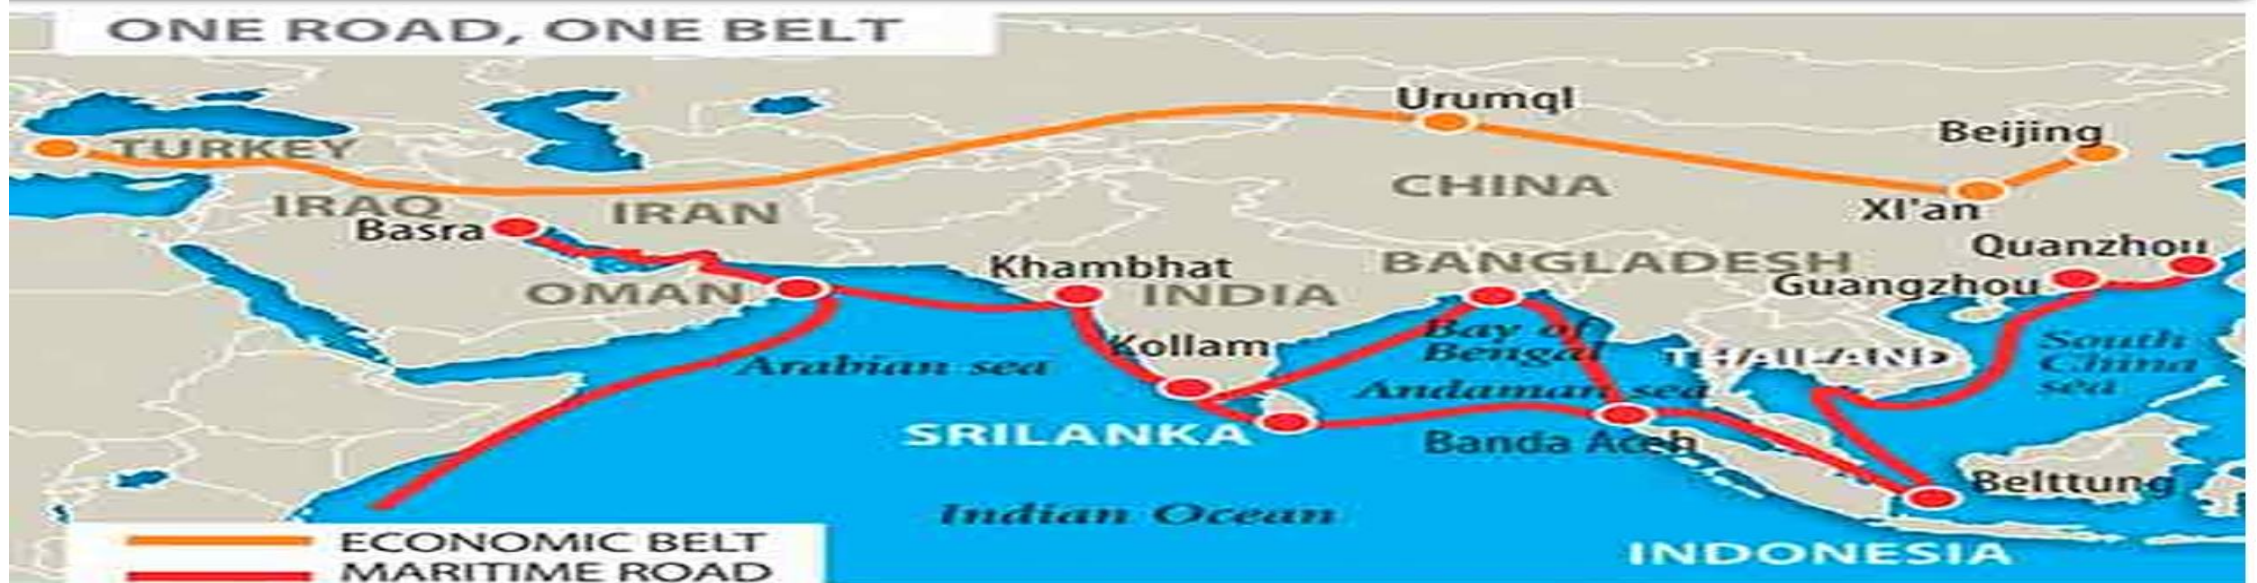 ONE ROAD, ONE BELT
Urumql
Beijing
TURKEY
CHINA
IRAQ
IRAN
XI'an
Basra
Quanzhou
Khambhat
BANGLADESH
OMAN
INDIA
Guangzhou
Kollam
Bay of
Bengal
South
China
sea
THAILAND
Arabian sea
Andaman sea
SRILANKA
Banda Aceh
Belttung
Indian Ocean
ECONOMIC BELT
INDONESIA
MARITIME ROAD